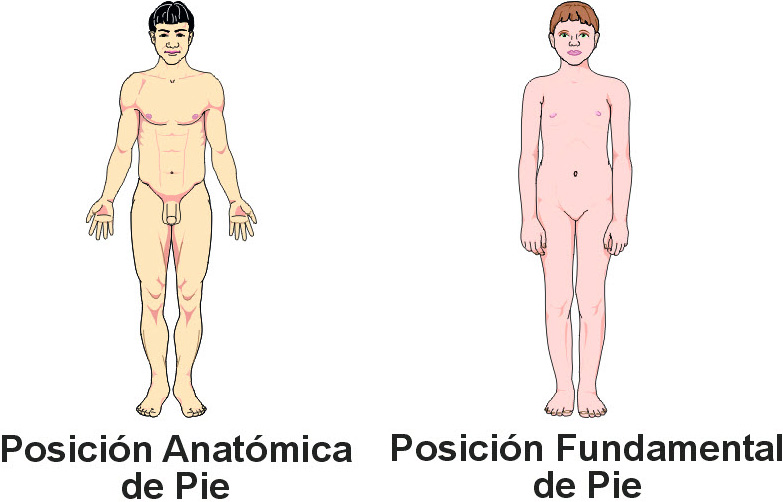 Posición Anatómica
de Pie
Posición Fundamental
de Pie